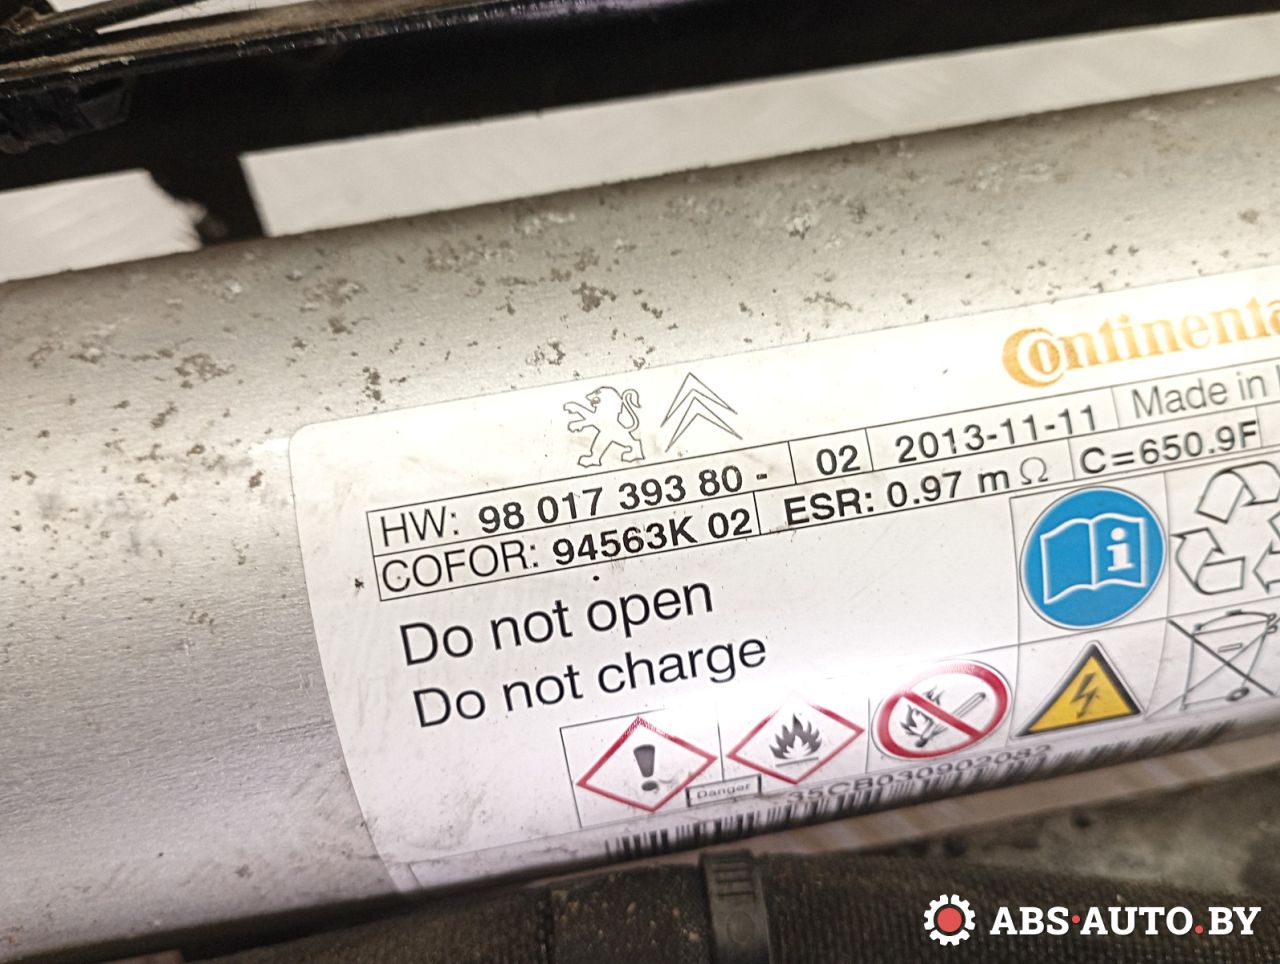 Continenta
HW: 98 017 393 80 - 02 2013-11-11 Made in
COFOR: 94563K 02 ESR: 0.97 m Ω C=650.9F
Do not open
Do not charge
Danger
35CB030902082
ABS·AUTO.BY